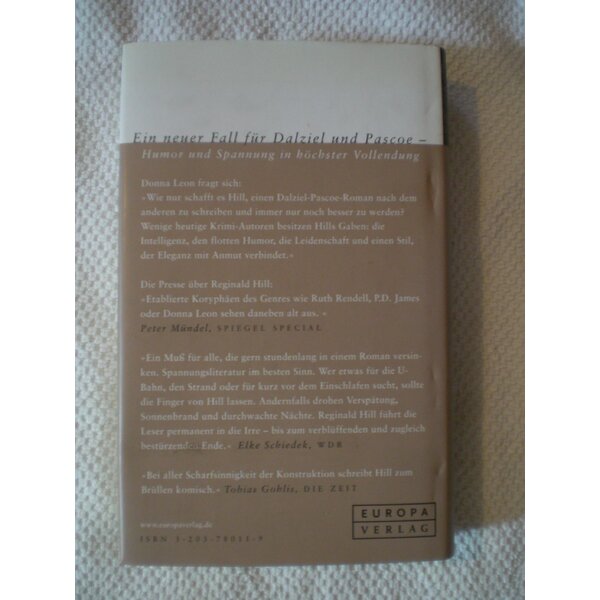 Ein neuer Fall für Dalziel und Pascoe –
Humor und Spannung in höchster Vollendung
Donna Leon fragt sich:
»Wie nur schafft es Hill, einen Dalziel-Pascoe-Roman nach dem
anderen zu schreiben und immer nur noch besser zu werden?
Wenige heutige Krimi-Autoren besitzen Hills Gaben: die
Intelligenz, den flotten Humor, die Leidenschaft und einen Stil,
der Eleganz mit Anmut verbindet.«
Die Presse über Reginald Hill:
»Etablierte Koryphäen des Genres wie Ruth Rendell, P.D. James
oder Donna Leon sehen daneben alt aus. «
Peter Mündel, SPIEGEL SPECIAL
»Ein Muß für alle, die gern stundenlang in einem Roman versin-
ken. Spannungsliteratur im besten Sinn. Wer etwas für die U-
Bahn, den Strand oder für kurz vor dem Einschlafen sucht, sollte
die Finger von Hill lassen. Andernfalls drohen Verspätung,
Sonnenbrand und durchwachte Nächte. Reginald Hill führt die
Leser permanent in die Irre – bis zum verblüffenden und zugleich
bestürzenden Ende.« Elke Schiedek, WDR
»Bei aller Scharfsinnigkeit der Konstruktion schreibt Hill zum
Brüllen komisch.« Tobias Gohlis, DIE ZEIT
www.europaverlag.de
ISBN 3-203-78011-9
EUROPA
VERLAG